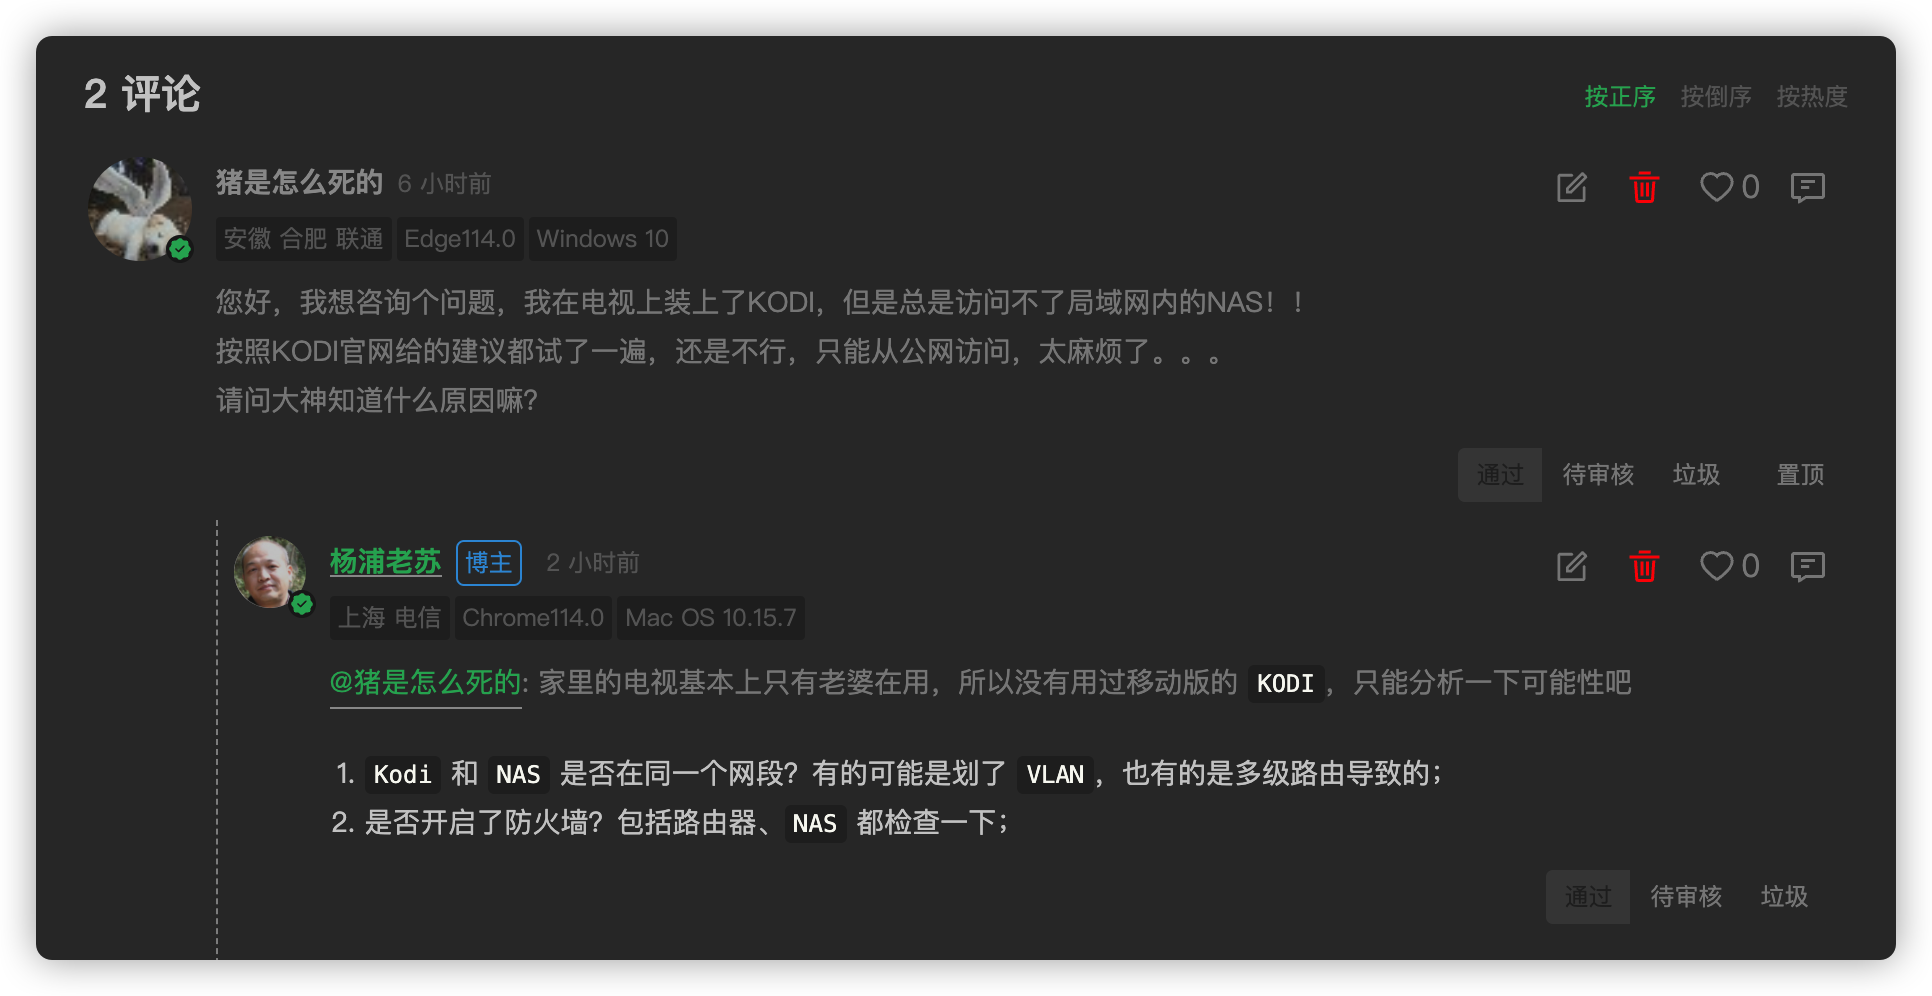 2 评论
按正序 按倒序 按热度
猪是怎么死的 6 小时前
0
安徽 合肥 联通 Edge114.0 Windows 10
您好，我想咨询个问题，我在电视上装上了KODI，但是总是访问不了局域网内的NAS！！
按照KODI官网给的建议都试了一遍，还是不行，只能从公网访问，太麻烦了。。。
请问大神知道什么原因嘛？
通过 待审核 垃圾 置顶
杨浦老苏 博主 2 小时前
0
上海 电信 Chrome114.0 Mac OS 10.15.7
@猪是怎么死的: 家里的电视基本上只有老婆在用，所以没有用过移动版的 KODI，只能分析一下可能性吧
1. Kodi 和 NAS 是否在同一个网段？有的可能是划了 VLAN，也有的是多级路由导致的；
2. 是否开启了防火墙？包括路由器、NAS 都检查一下；
通过 待审核 垃圾